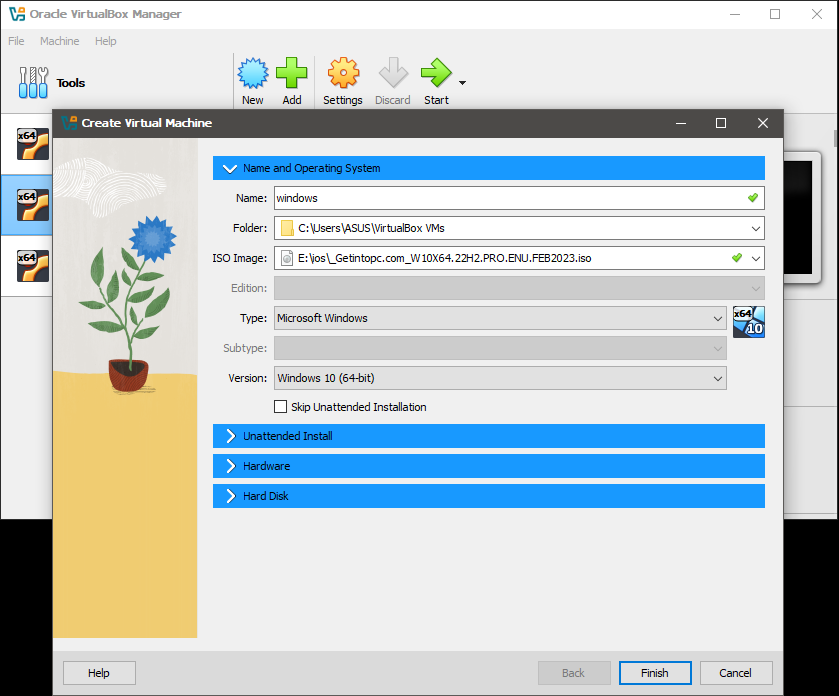 Oracle VirtualBox Manager
File Machine Help
Tools
New Add Settings Discard Start
Create Virtual Machine
x64
x64
x64
Name and Operating System
Name: windows
Folder: C:\Users\ASUS\VirtualBox VMs
ISO Image: E:\jos\_Getintopc.com_W10X64.22H2.PRO.ENU.FEB2023.iso
Edition:
Type: Microsoft Windows
x64
10
Subtype:
Version: Windows 10 (64-bit)
Skip Unattended Installation
Unattended Install
Hardware
Hard Disk
Help Back Finish Cancel